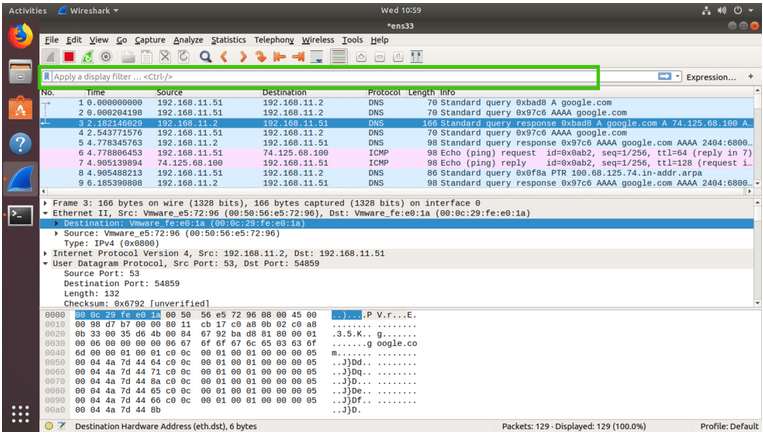 Activities Wireshark Wed 10:59
*ens33
File Edit View Go Capture Analyze Statistics Telephony Wireless Tools Help
Apply a display filter … <Ctrl-/> Expression… +
No. Time Source Destination Protocol Length Info
1 0.000000000 192.168.11.51 192.168.11.2 DNS 70 Standard query 0xbad8 A google.com
2 0.000204198 192.168.11.51 192.168.11.2 DNS 70 Standard query 0x97c6 AAAA google.com
3 2.182146029 192.168.11.2 192.168.11.51 DNS 166 Standard query response 0xbad8 A google.com A 74.125.68.100 A…
4 2.543771576 192.168.11.51 192.168.11.2 DNS 70 Standard query 0x97c6 AAAA google.com
5 4.778345763 192.168.11.2 192.168.11.51 DNS 98 Standard query response 0x97c6 AAAA google.com AAAA 2404:6800…
6 4.778806453 192.168.11.51 74.125.68.100 ICMP 98 Echo (ping) request id=0x0ab2, seq=1/256, ttl=64 (reply in 7)
7 4.905139894 74.125.68.100 192.168.11.51 ICMP 98 Echo (ping) reply id=0x0ab2, seq=1/256, ttl=128 (request i…
8 4.905488213 192.168.11.51 192.168.11.2 DNS 86 Standard query 0x0f8a PTR 100.68.125.74.in-addr.arpa
9 6.185390808 192.168.11.2 192.168.11.51 DNS 98 Standard query response 0x97c6 AAAA google.com AAAA 2404:6800…
Frame 3: 166 bytes on wire (1328 bits), 166 bytes captured (1328 bits) on interface 0
Ethernet II, Src: Vmware_e5:72:96 (00:50:56:e5:72:96), Dst: Vmware_fe:e0:1a (00:0c:29:fe:e0:1a)
Destination: Vmware_fe:e0:1a (00:0c:29:fe:e0:1a)
Source: Vmware_e5:72:96 (00:50:56:e5:72:96)
Type: IPv4 (0x0800)
Internet Protocol Version 4, Src: 192.168.11.2, Dst: 192.168.11.51
User Datagram Protocol, Src Port: 53, Dst Port: 54859
Source Port: 53
Destination Port: 54859
Length: 132
Checksum: 0x6792 [unverified]
0000 00 0c 29 fe e0 1a 00 50 56 e5 72 96 08 00 45 00 ..)....P V.r...E.
0010 00 98 d7 b7 00 00 80 11 cb 17 c0 a8 0b 02 c0 a8 ........ ........
0020 0b 33 00 35 d6 4b 00 84 67 92 ba d8 81 80 00 01 .3.5.K.. g.......
0030 00 06 00 00 00 00 06 67 6f 6f 67 6c 65 03 63 6f .......g oogle.co
0040 6d 00 00 01 00 01 c0 0c 00 01 00 01 00 00 00 05 m....... ........
0050 00 04 4a 7d 44 64 c0 0c 00 01 00 01 00 00 00 05 ..J}Dd.. ........
0060 00 04 4a 7d 44 71 c0 0c 00 01 00 01 00 00 00 05 ..J}Dq.. ........
0070 00 04 4a 7d 44 8a c0 0c 00 01 00 01 00 00 00 05 ..J}D... ........
0080 00 04 4a 7d 44 65 c0 0c 00 01 00 01 00 00 00 05 ..J}De.. ........
0090 00 04 4a 7d 44 66 c0 0c 00 01 00 01 00 00 00 05 ..J}Df.. ........
00a0 00 04 4a 7d 44 8b ..J}D.
Destination Hardware Address (eth.dst), 6 bytes Packets: 129 · Displayed: 129 (100.0%) Profile: Default